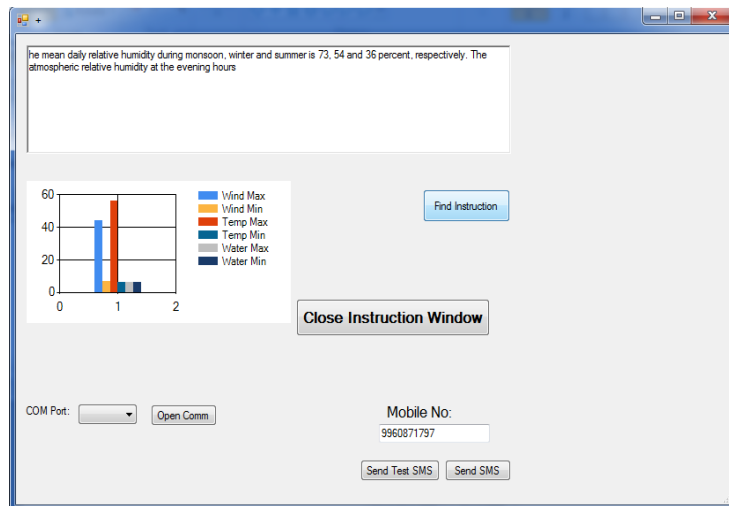 +
he mean daily relative humidity during monsoon, winter and summer is 73, 54 and 36 percent, respectively. The
atmospheric relative humidity at the evening hours
60
40
20
0
0
1
2
Wind Max
Wind Min
Temp Max
Temp Min
Water Max
Water Min
Find Instruction
Close Instruction Window
COM Port:
Open Comm
Mobile No:
9960871797
Send Test SMS
Send SMS